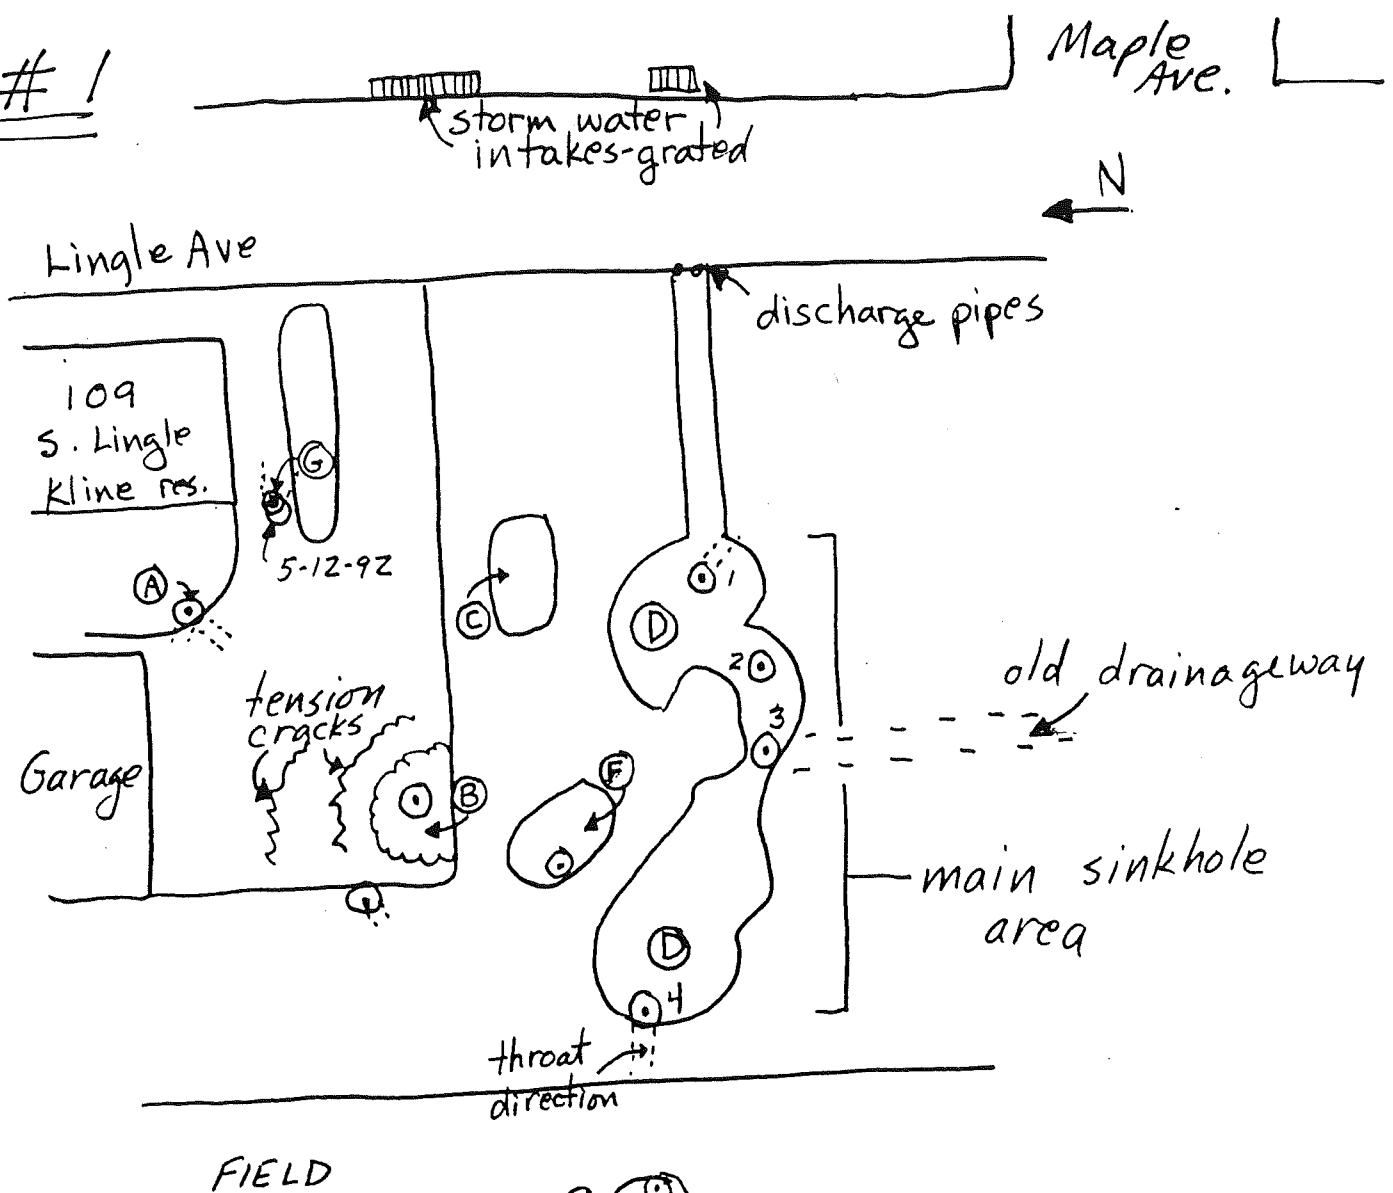 # 1
Maple
Ave.
storm water
intakes-grated
N
Lingle Ave
discharge pipes
109
S. Lingle
Kline res.
G
5-12-92
A
C
D
1
2
3
old drainageway
tension
cracks
Garage
B
F
main sinkhole
area
D
4
throat
direction
FIELD